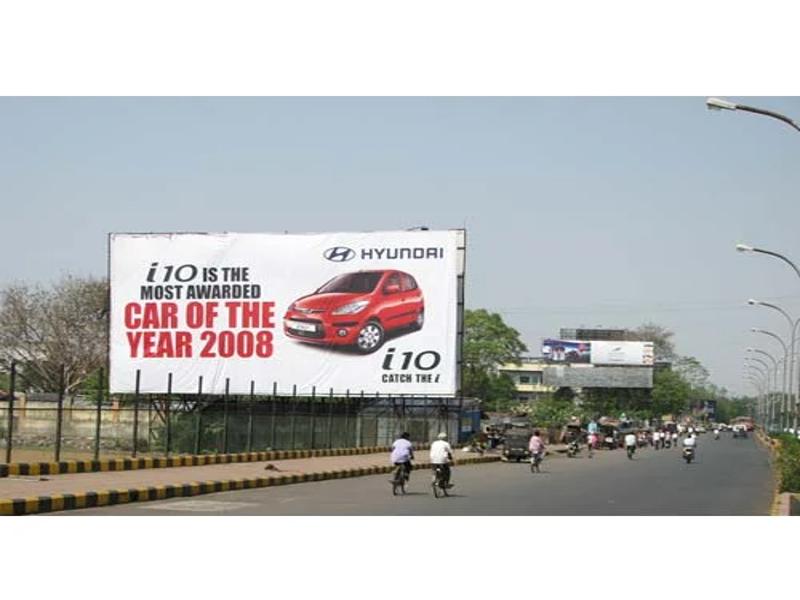 i10 IS THE
MOST AWARDED
CAR OF THE
YEAR 2008
HYUNDAI
i10
CATCH THE i